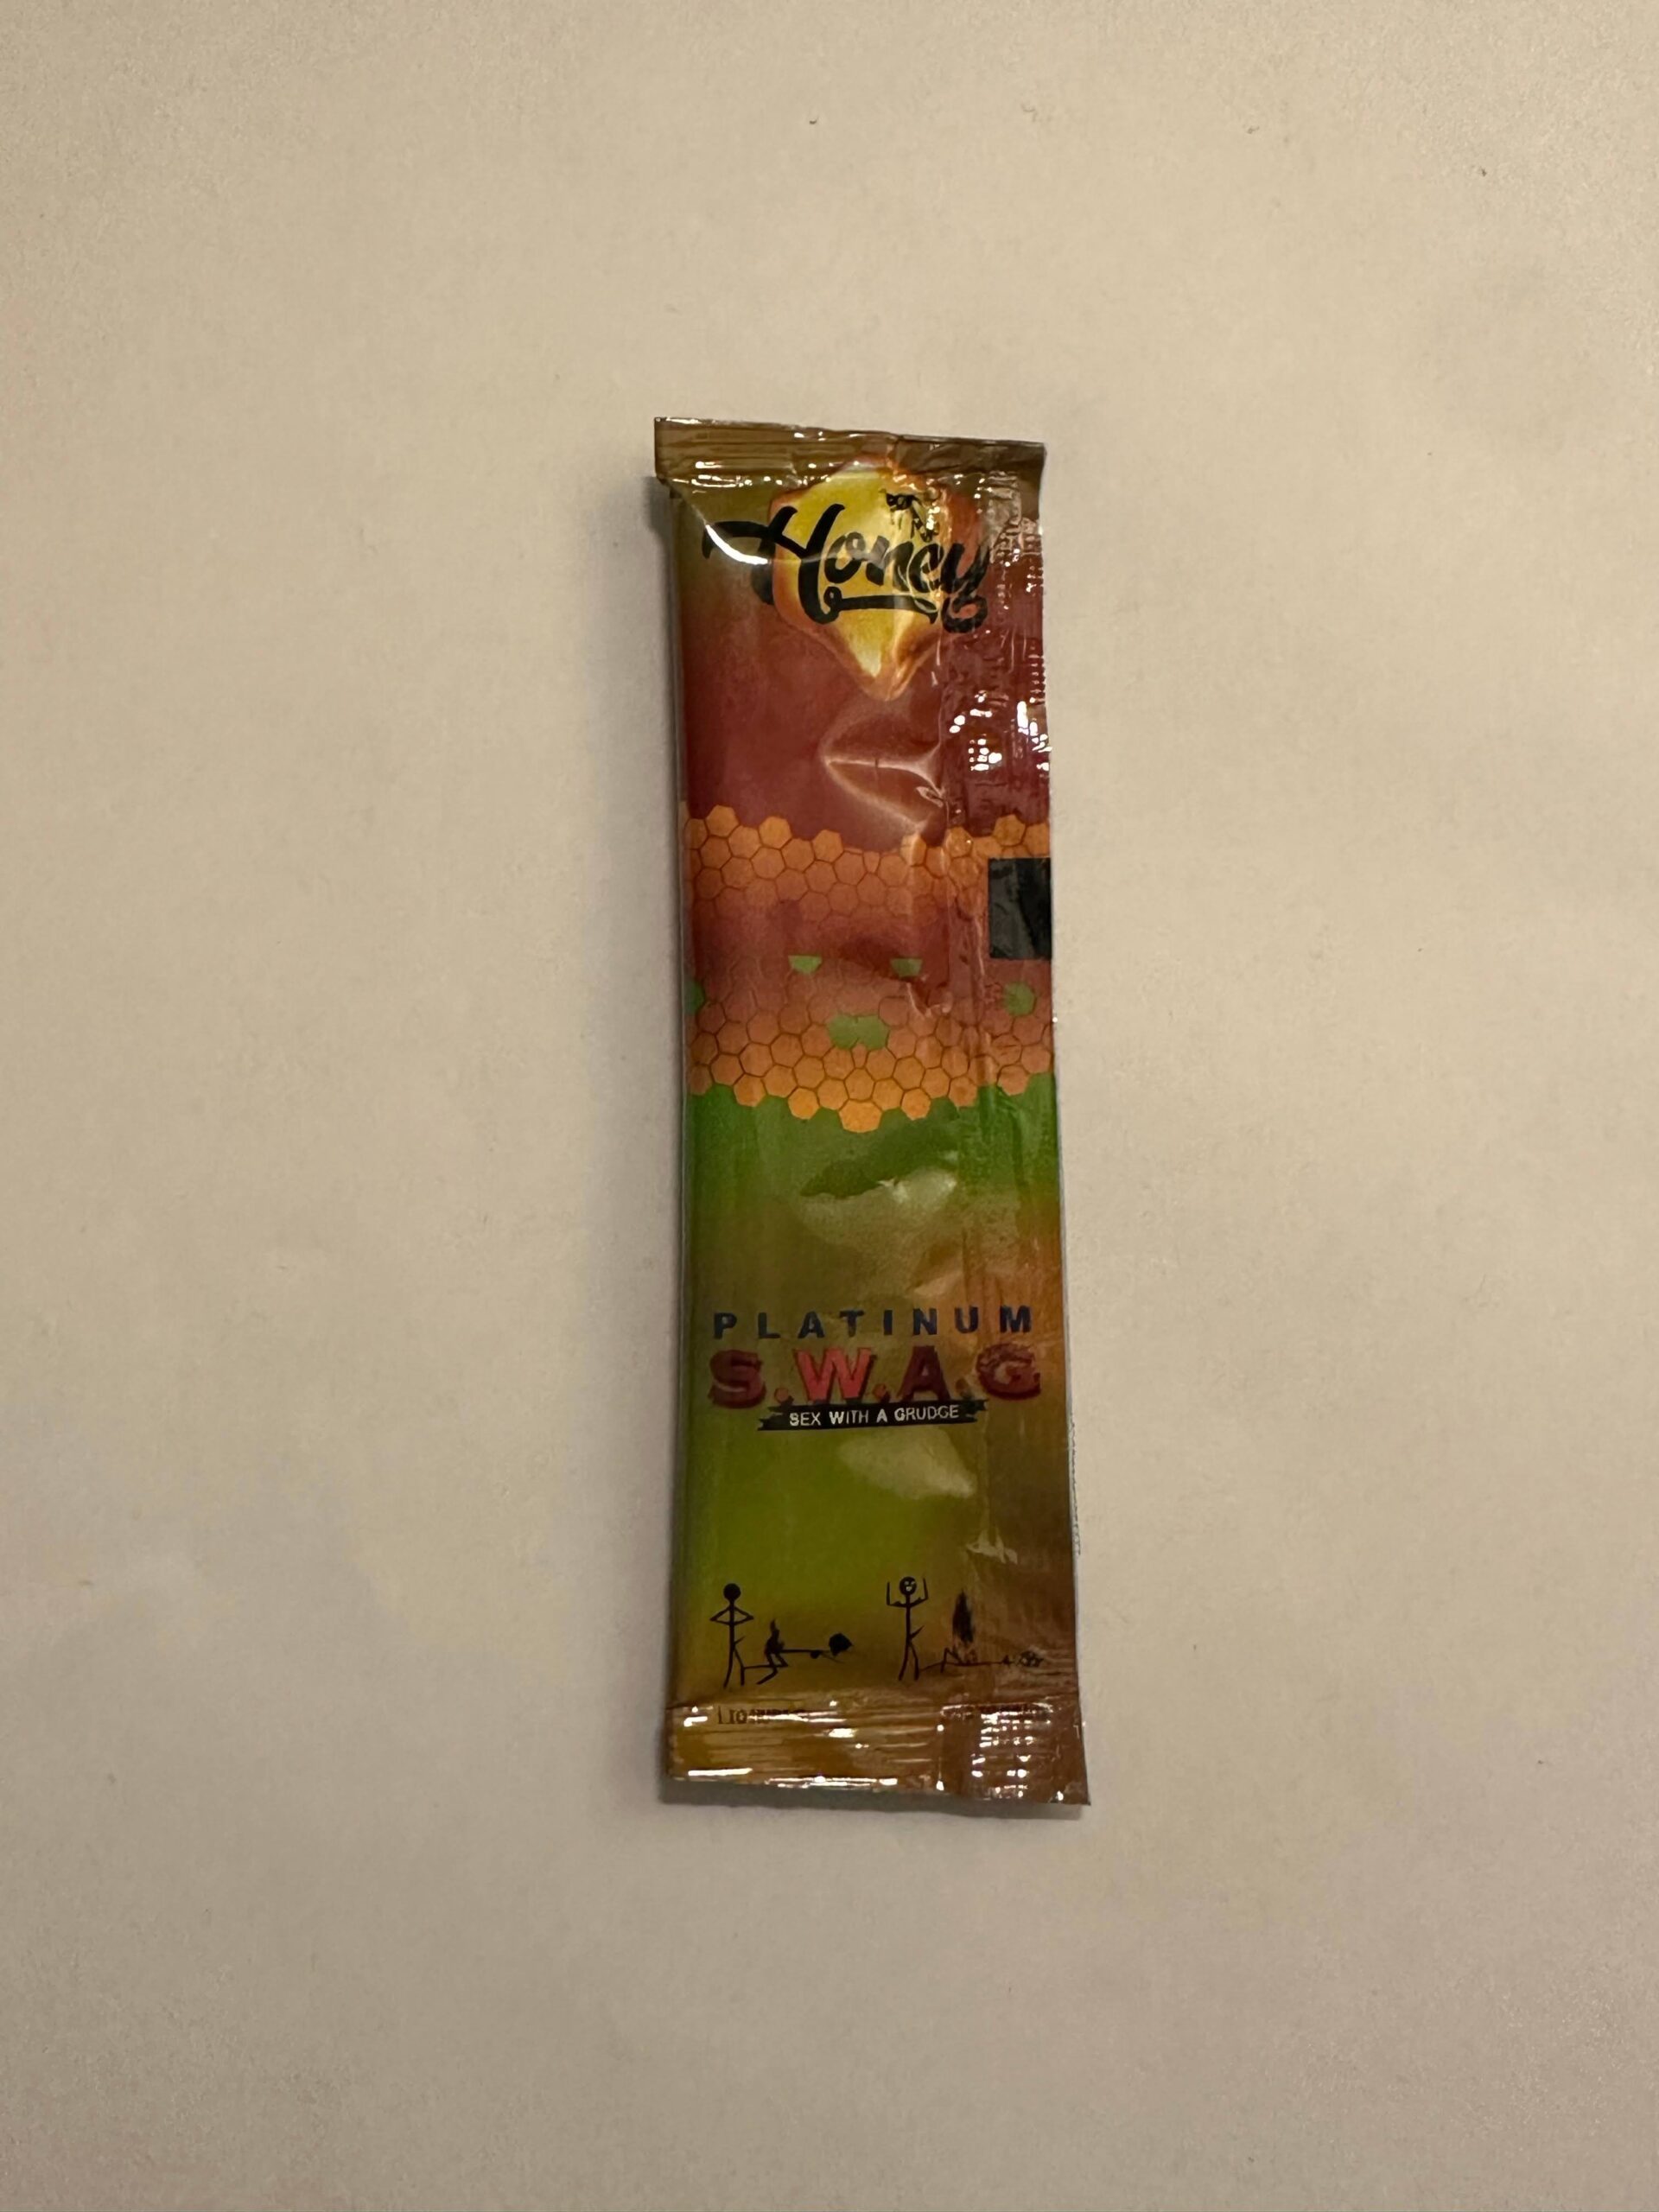 Honey
PLATINUM
S.W.A.G
SEX WITH A GRUDGE